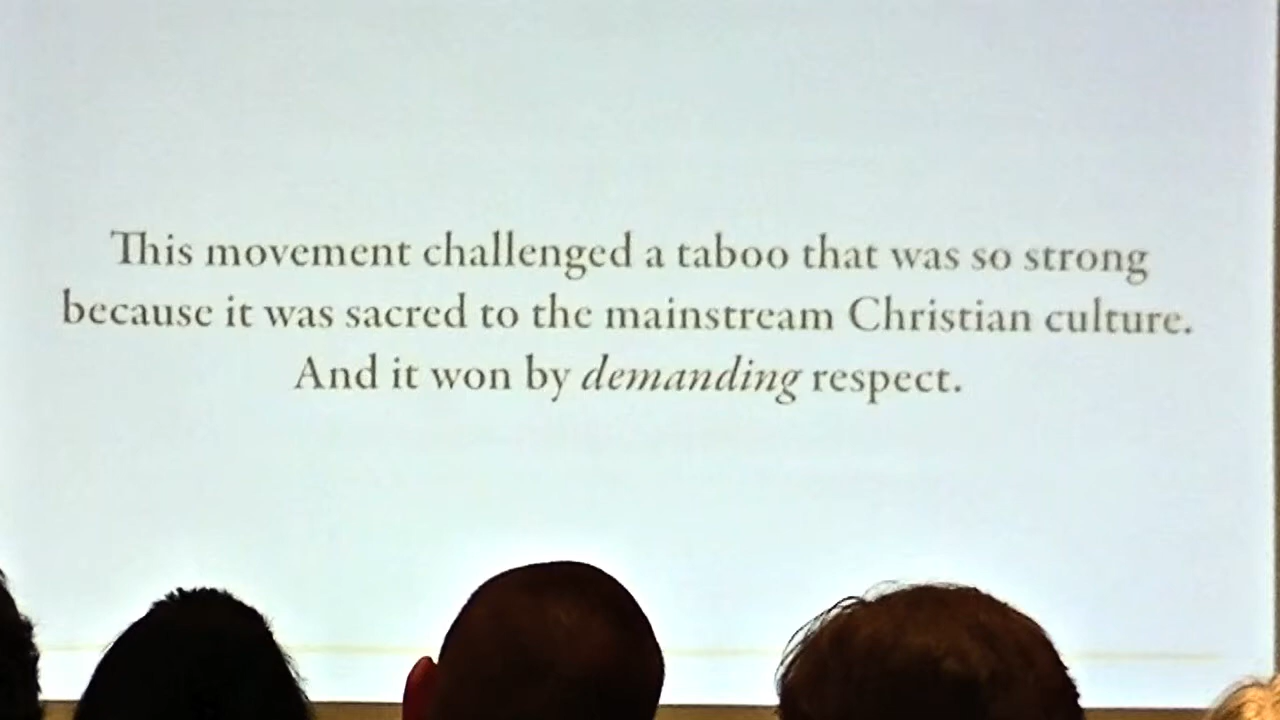 This movement challenged a taboo that was so strong
because it was sacred to the mainstream Christian culture.
And it won by demanding respect.